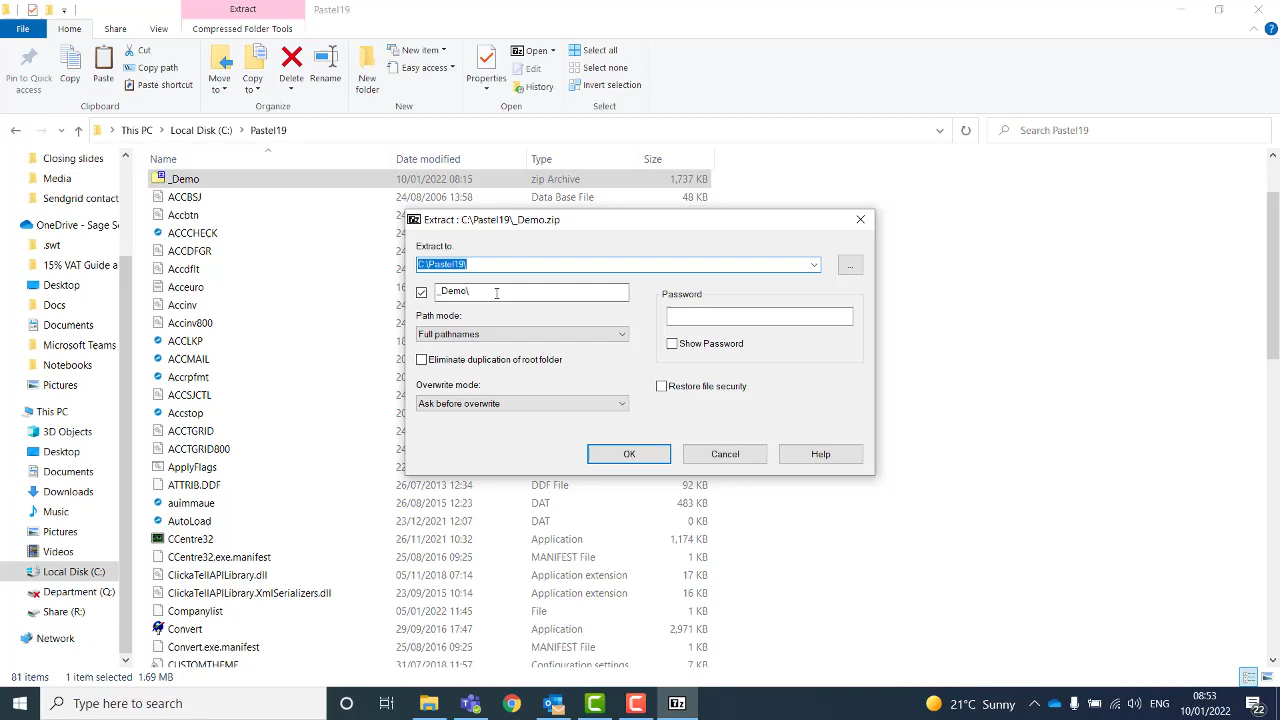 Extract
Pastel19
File
Home
Share
View
Compressed Folder Tools
Pin to Quick access
Copy
Paste
Cut
Copy path
Paste shortcut
Clipboard
Move to
Copy to
Delete
Rename
Organize
New folder
New item
Easy access
New
Properties
Open
Edit
History
Open
Select all
Select none
Invert selection
Select
This PC
Local Disk (C:)
Pastel19
Search Pastel19
Closing slides
Media
Sendgrid contact
OneDrive - Sage S
.swt
15% VAT Guide a
Desktop
Docs
Documents
Microsoft Teams
Notebooks
Pictures
This PC
3D Objects
Desktop
Documents
Downloads
Music
Pictures
Videos
Local Disk (C:)
Department (Q:)
Share (R:)
Network
Name Date modified Type Size
_Demo 10/01/2022 08:15 zip Archive 1,737 KB
ACCBSJ 24/08/2006 13:58 Data Base File 48 KB
Accbtn
ACCCHECK
ACCDFGR
Accdflt
Acceuro
Accinv
Accinv800
ACCLKP
ACCMAIL
Accrpfmt
ACCSJCTL
Accstop
ACCTGRID
ACCTGRID800
ApplyFlags
ATTRIB.DDF 26/07/2013 12:34 DDF File 92 KB
auimmaue 26/08/2015 12:23 DAT 483 KB
AutoLoad 23/12/2021 12:07 DAT 0 KB
CCentre32 26/11/2021 10:32 Application 1,174 KB
CCentre32.exe.manifest 25/08/2016 09:25 MANIFEST File 1 KB
ClickaTellAPILibrary.dll 05/11/2018 07:14 Application extension 17 KB
ClickaTellAPILibrary.XmlSerializers.dll 23/09/2015 14:14 Application extension 16 KB
Companylist 05/01/2022 11:45 File 1 KB
Convert 29/09/2016 17:47 Application 2,971 KB
Convert.exe.manifest 25/08/2016 09:25 MANIFEST File 1 KB
CUSTOMTHEME 31/07/2018 11:57 Configuration settings 7 KB
Extract : C:\Pastel19\_Demo.zip
Extract to:
C:\Pastel19\
...
_Demo\
Path mode:
Full pathnames
Eliminate duplication of root folder
Overwrite mode:
Ask before overwrite
Password
Show Password
Restore file security
OK
Cancel
Help
81 items 1 item selected 1.69 MB
Type here to search
21°C Sunny
ENG
08:53
10/01/2022
22